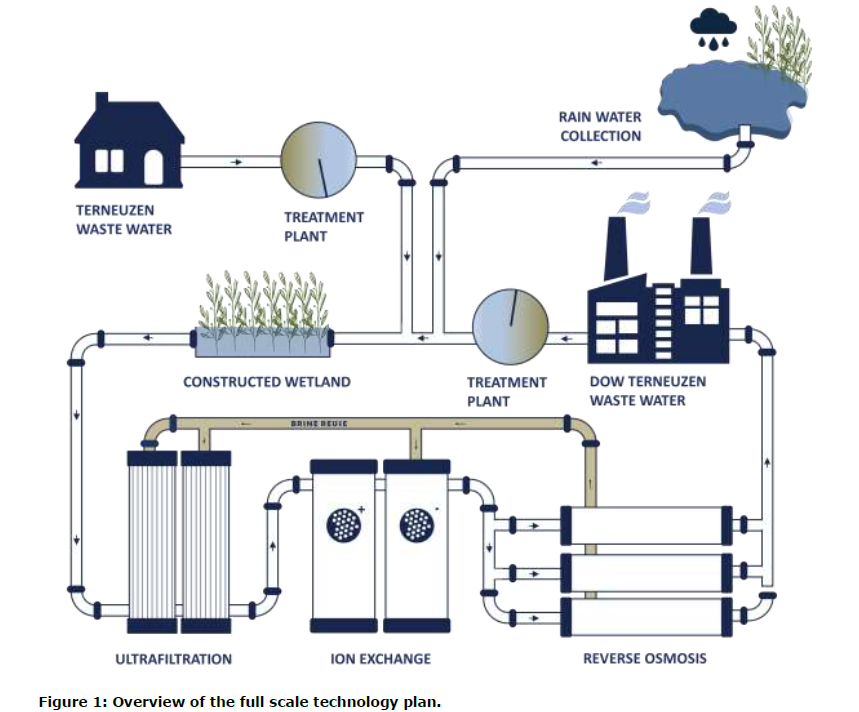 RAIN WATER
COLLECTION
TERNEUZEN
WASTE WATER
TREATMENT
PLANT
CONSTRUCTED WETLAND
TREATMENT
PLANT
DOW TERNEUZEN
WASTE WATER
BRINE REUIE
+
-
ULTRAFILTRATION
ION EXCHANGE
REVERSE OSMOSIS
Figure 1: Overview of the full scale technology plan.